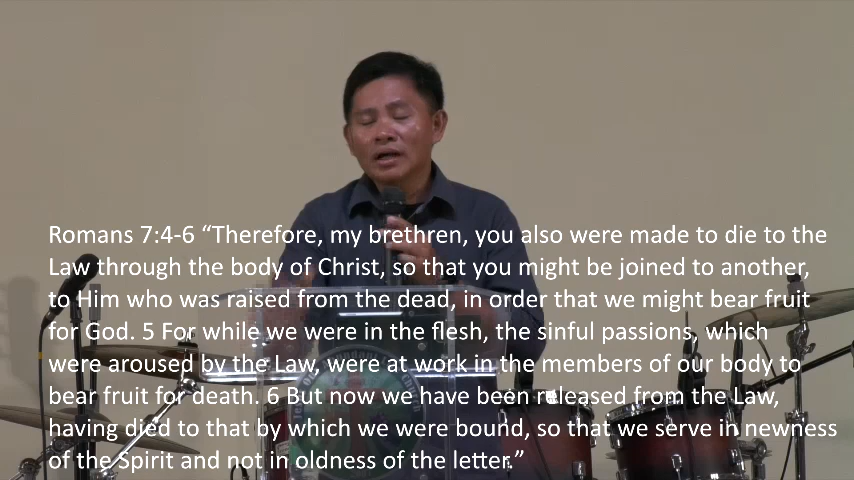 Romans 7:4-6 “Therefore, my brethren, you also were made to die to the
Law through the body of Christ, so that you might be joined to another,
to Him who was raised from the dead, in order that we might bear fruit
for God. 5 For while we were in the flesh, the sinful passions, which
were aroused by the Law, were at work in the members of our body to
bear fruit for death. 6 But now we have been released from the Law,
having died to that by which we were bound, so that we serve in newness
of the Spirit and not in oldness of the letter.”